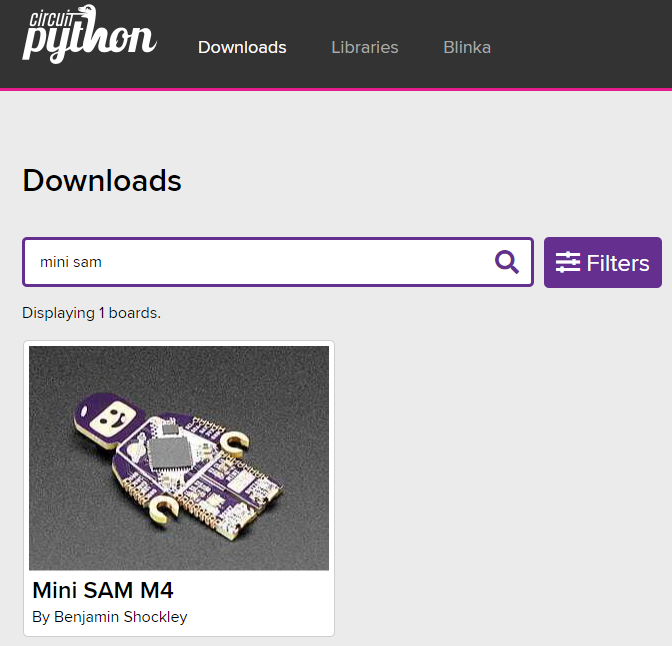 circuit
python
Downloads Libraries Blinka
Downloads
mini sam
Filters
Displaying 1 boards.
Mini SAM M4
By Benjamin Shockley